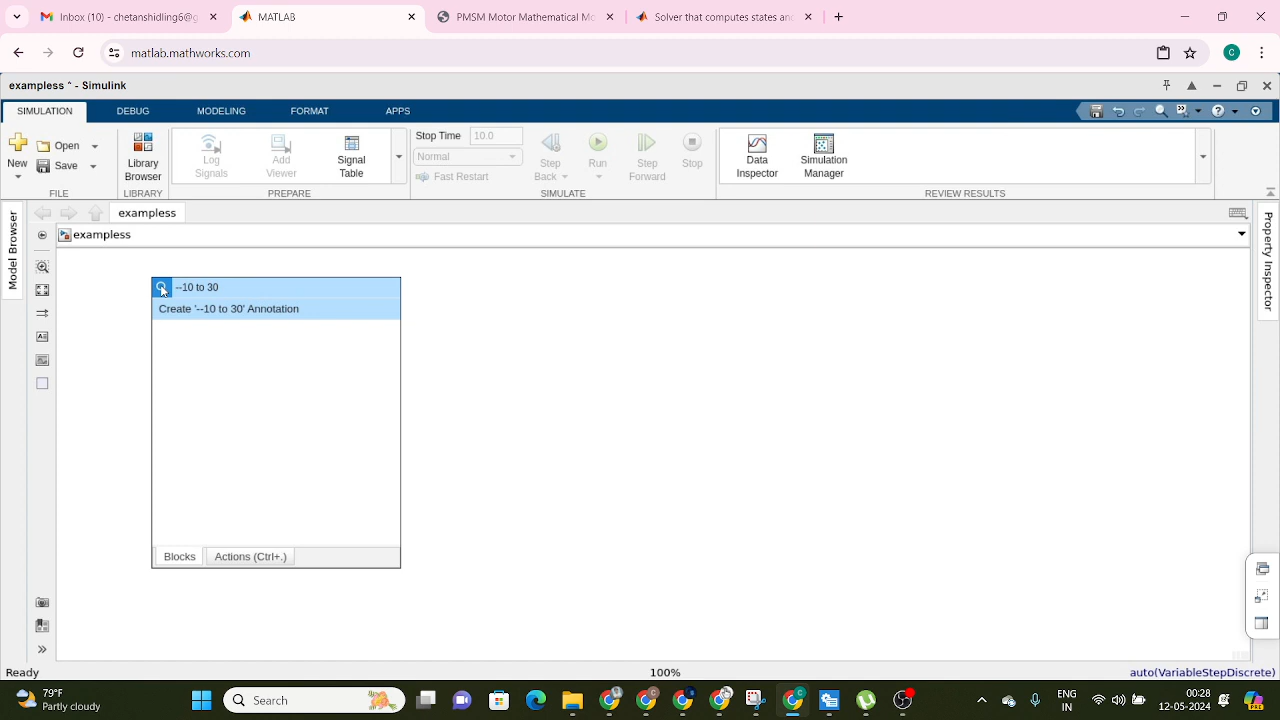 Inbox (10) - chetanshilding6@g
MATLAB
PMSM Motor Mathematical Mo
Solver that computes states and
matlab.mathworks.com
C
exampless * - Simulink
SIMULATION DEBUG MODELING FORMAT APPS
New
Open
Save
FILE
Library Browser
LIBRARY
Log Signals
Add Viewer
Signal Table
PREPARE
Stop Time 10.0
Normal
Fast Restart
Step Back
Run
Step Forward
Stop
SIMULATE
Data Inspector
Simulation Manager
REVIEW RESULTS
Model Browser
exampless
exampless
Property Inspector
--10 to 30
Create '--10 to 30' Annotation
Blocks Actions (Ctrl+.)
Ready 100% auto(VariableStepDiscrete)
79°F
Partly cloudy
Search
ENG
IN
00:28
12-05-2024